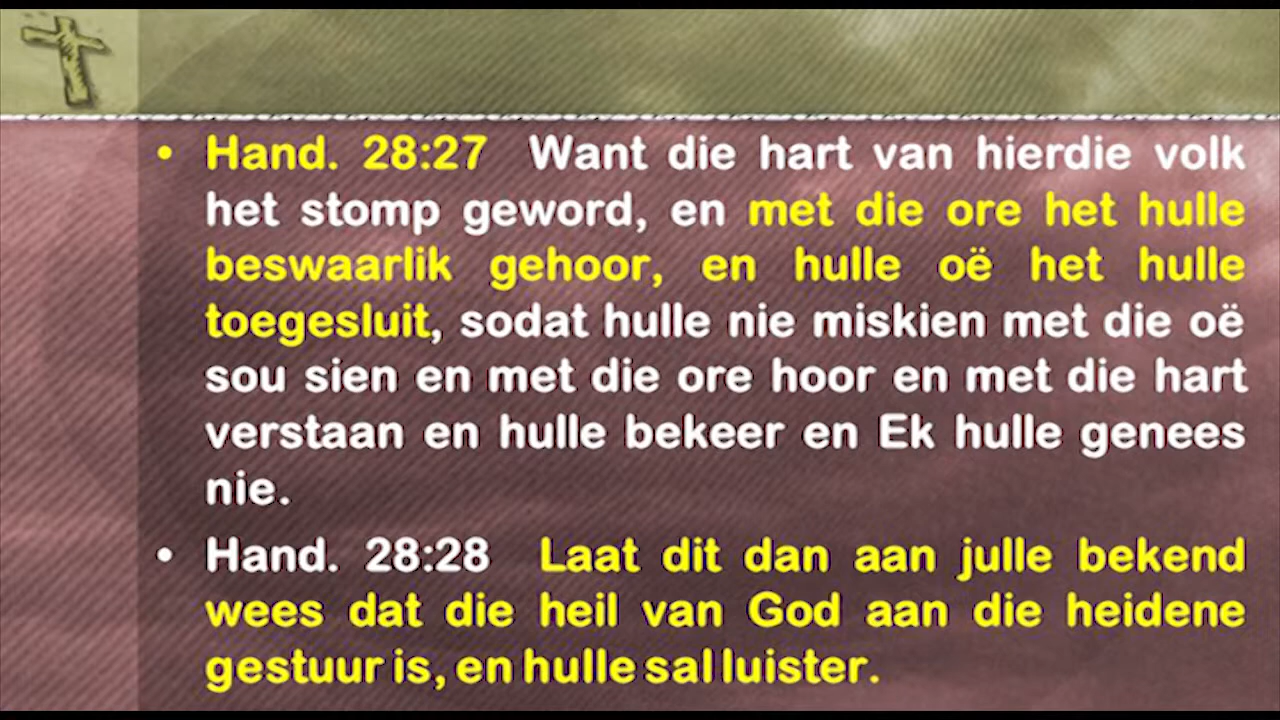 • Hand. 28:27 Want die hart van hierdie volk
het stomp geword, en met die ore het hulle
beswaarlik gehoor, en hulle oë het hulle
toegesluit, sodat hulle nie miskien met die oë
sou sien en met die ore hoor en met die hart
verstaan en hulle bekeer en Ek hulle genees
nie.
• Hand. 28:28 Laat dit dan aan julle bekend
wees dat die heil van God aan die heidene
gestuur is, en hulle sal luister.